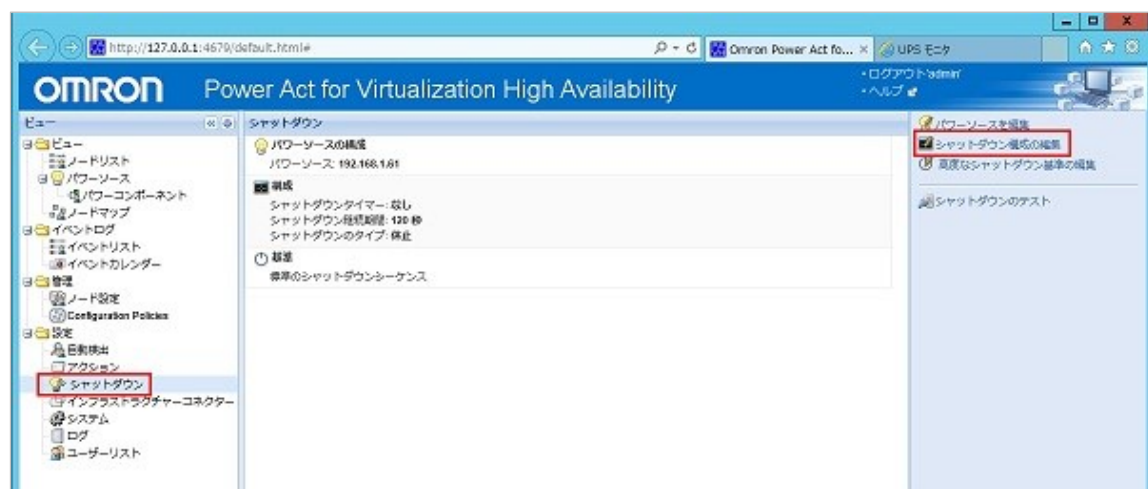 http://127.0.0.1:4679/default.html#
Omron Power Act fo...
UPS モニタ
OMRON
Power Act for Virtualization High Availability
・ログアウト'admin'
・ヘルプ
ビュー
ビュー
ノードリスト
パワーソース
パワーコンポーネント
ノードマップ
イベントログ
イベントリスト
イベントカレンダー
管理
ノード設定
Configuration Policies
設定
自動検出
アクション
シャットダウン
インフラストラクチャーコネクター
システム
ログ
ユーザーリスト
シャットダウン
パワーソースの構成
パワーソース: 192.168.1.61
構成
シャットダウンタイマー: なし
シャットダウン継続期間: 120 秒
シャットダウンのタイプ: 休止
基準
標準のシャットダウンシーケンス
パワーソースを編集
シャットダウン構成の編集
高度なシャットダウン基準の編集
シャットダウンのテスト